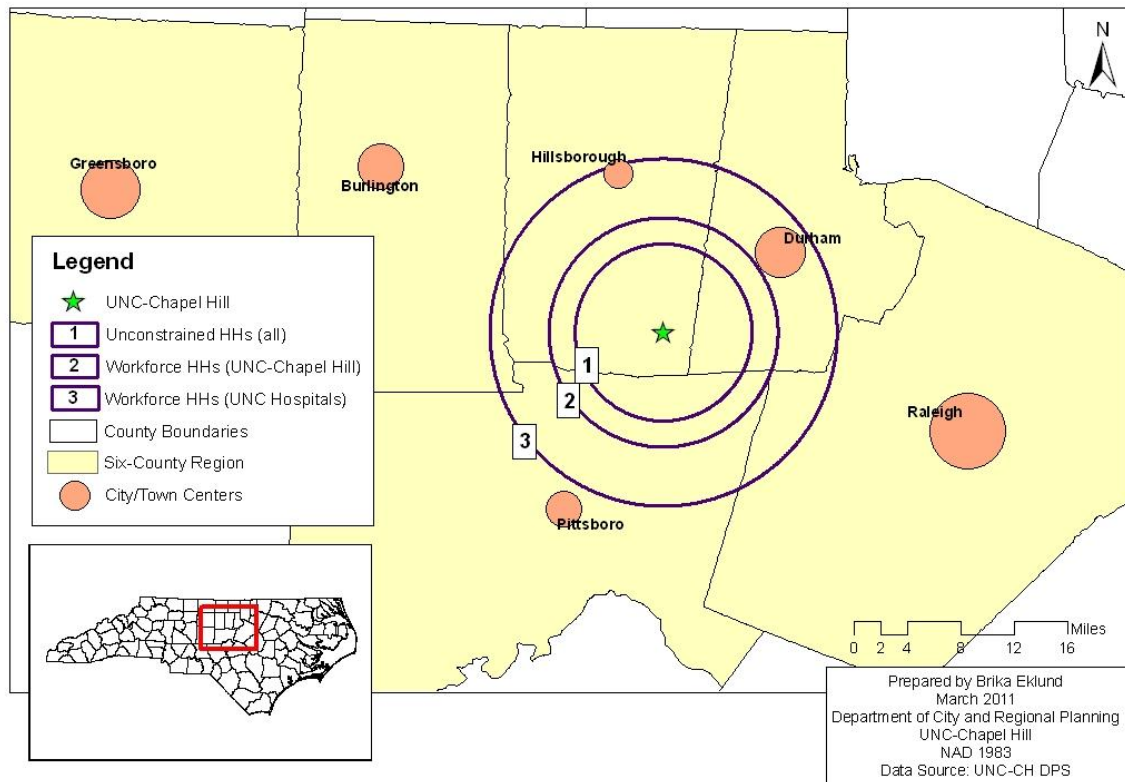 N
Greensboro
Burlington
Hillsborough
Durham
Legend
UNC-Chapel Hill
1 Unconstrained HHs (all)
2 Workforce HHs (UNC-Chapel Hill)
3 Workforce HHs (UNC Hospitals)
County Boundaries
Six-County Region
City/Town Centers
1
2
3
Raleigh
Pittsboro
Miles
0 2 4 8 12 16
Prepared by Brika Eklund
March 2011
Department of City and Regional Planning
UNC-Chapel Hill
NAD 1983
Data Source: UNC-CH DPS